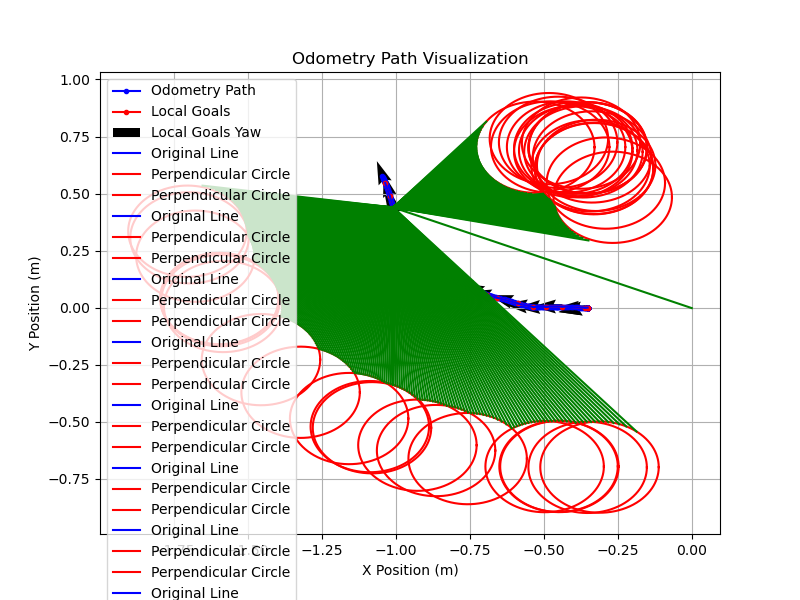 Odometry Path Visualization
1.00
0.75
0.50
0.25
0.00
−0.25
−0.50
−0.75
Y Position (m)
Odometry Path
Local Goals
Local Goals Yaw
Original Line
Perpendicular Circle
Perpendicular Circle
Original Line
Perpendicular Circle
Perpendicular Circle
Original Line
Perpendicular Circle
Perpendicular Circle
Original Line
Perpendicular Circle
Perpendicular Circle
Original Line
Perpendicular Circle
Perpendicular Circle
Original Line
Perpendicular Circle
Perpendicular Circle
Original Line
Perpendicular Circle
Perpendicular Circle
Original Line
−1.25
−1.00
−0.75
−0.50
−0.25
0.00
X Position (m)